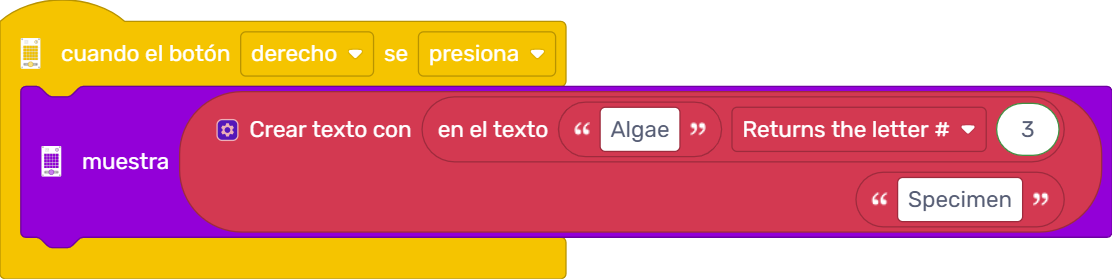 cuando el botón derecho se presiona
Crear texto con en el texto “ Algae ” Returns the letter # 3
muestra
“ Specimen ”